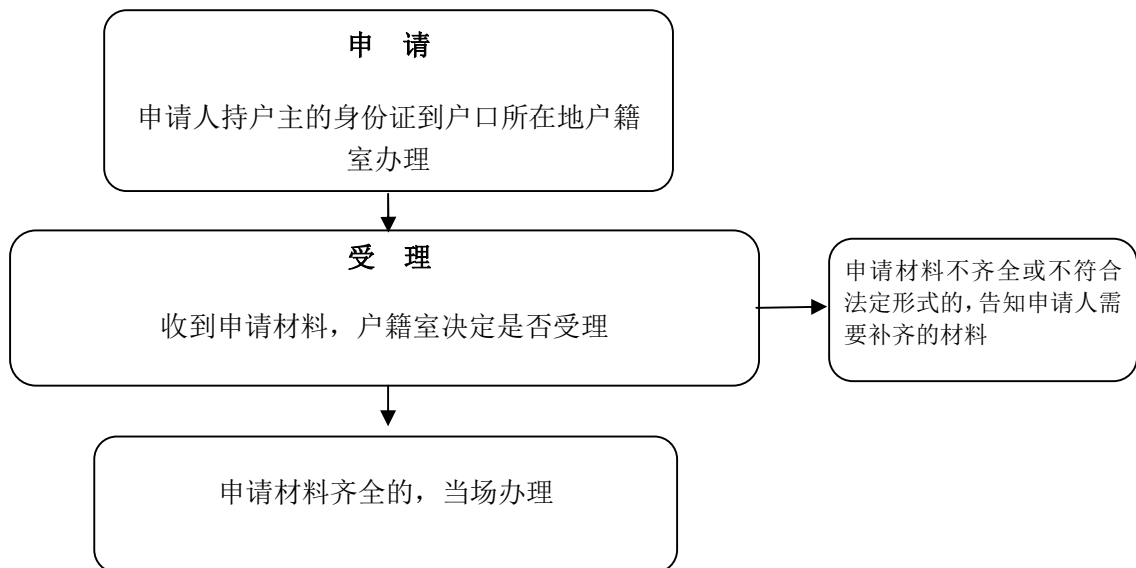 申 请
申请人持户主的身份证到户口所在地户籍
室办理
受 理
收到申请材料，户籍室决定是否受理
申请材料不齐全或不符合
法定形式的，告知申请人需
要补齐的材料
申请材料齐全的，当场办理